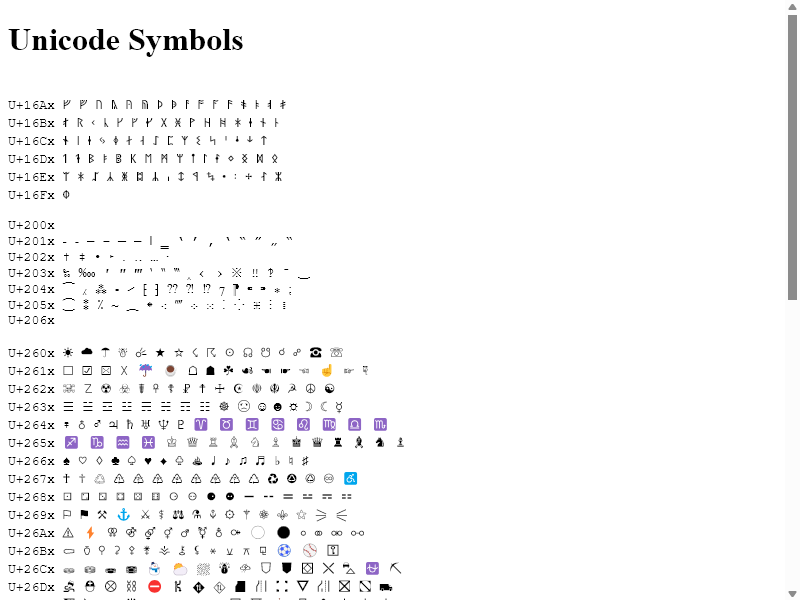 Unicode Symbols
U+16Ax ᚠ ᚡ ᚢ ᚣ ᚤ ᚥ ᚦ ᚧ ᚨ ᚩ ᚪ ᚫ ᚬ ᚭ ᚮ ᚯ
U+16Bx ᚰ ᚱ ᚲ ᚳ ᚴ ᚵ ᚶ ᚷ ᚸ ᚹ ᚺ ᚻ ᚼ ᚽ ᚾ ᚿ
U+16Cx ᛀ ᛁ ᛂ ᛃ ᛄ ᛅ ᛆ ᛇ ᛈ ᛉ ᛊ ᛋ ᛌ ᛍ ᛎ ᛏ
U+16Dx ᛐ ᛑ ᛒ ᛓ ᛔ ᛕ ᛖ ᛗ ᛘ ᛙ ᛚ ᛛ ᛜ ᛝ ᛞ ᛟ
U+16Ex ᛠ ᛡ ᛢ ᛣ ᛤ ᛥ ᛦ ᛧ ᛨ ᛩ ᛪ ᛫ ᛬ ᛭ ᛮ ᛯ
U+16Fx ᛰ
U+200x
U+201x ‐ ‑ ‒ – — ― ‖ ‗ ‘ ’ ‚ ‛ “ ” „ ‟
U+202x † ‡ • ‣ ․ ‥ … ‧
U+203x ‰ ‱ ′ ″ ‴ ‵ ‶ ‷ ‸ ‹ › ※ ‼ ‽ ‾ ‿
U+204x ⁀ ⁁ ⁂ ⁃ ⁄ ⁅ ⁆ ⁇ ⁈ ⁉ ⁊ ⁋ ⁌ ⁍ ⁎ ⁏
U+205x ⁐ ⁑ ⁒ ⁓ ⁔ ⁕ ⁖ ⁗ ⁘ ⁙ ⁚ ⁛ ⁜ ⁝ ⁞
U+206x
U+260x ☀ ☁ ☂ ☃ ☄ ★ ☆ ☇ ☈ ☉ ☊ ☋ ☌ ☍ ☎ ☏
U+261x ☐ ☑ ☒ ☓ ☔ ☕ ☖ ☗ ☘ ☙ ☚ ☛ ☜ ☝ ☞ ☟
U+262x ☠ ☡ ☢ ☣ ☤ ☥ ☦ ☧ ☨ ☩ ☪ ☫ ☬ ☭ ☮ ☯
U+263x ☰ ☱ ☲ ☳ ☴ ☵ ☶ ☷ ☸ ☹ ☺ ☻ ☼ ☽ ☾ ☿
U+264x ♀ ♁ ♂ ♃ ♄ ♅ ♆ ♇ ♈ ♉ ♊ ♋ ♌ ♍ ♎ ♏
U+265x ♐ ♑ ♒ ♓ ♔ ♕ ♖ ♗ ♘ ♙ ♚ ♛ ♜ ♝ ♞ ♟
U+266x ♠ ♡ ♢ ♣ ♤ ♥ ♦ ♧ ♨ ♩ ♪ ♫ ♬ ♭ ♮ ♯
U+267x ♰ ♱ ♲ ♳ ♴ ♵ ♶ ♷ ♸ ♹ ♺ ♻ ♼ ♽ ♾ ♿
U+268x ⚀ ⚁ ⚂ ⚃ ⚄ ⚅ ⚆ ⚇ ⚈ ⚉ ⚊ ⚋ ⚌ ⚍ ⚎ ⚏
U+269x ⚐ ⚑ ⚒ ⚓ ⚔ ⚕ ⚖ ⚗ ⚘ ⚙ ⚚ ⚛ ⚜ ⚝ ⚞ ⚟
U+26Ax ⚠ ⚡ ⚢ ⚣ ⚤ ⚥ ⚦ ⚧ ⚨ ⚩ ⚪ ⚫ ⚬ ⚭ ⚮ ⚯
U+26Bx ⚰ ⚱ ⚲ ⚳ ⚴ ⚵ ⚶ ⚷ ⚸ ⚹ ⚺ ⚻ ⚼ ⚽ ⚾ ⚿
U+26Cx ⛀ ⛁ ⛂ ⛃ ⛄ ⛅ ⛆ ⛇ ⛈ ⛉ ⛊ ⛋ ⛌ ⛍ ⛎ ⛏
U+26Dx ⛐ ⛑ ⛒ ⛓ ⛔ ⛕ ⛖ ⛗ ⛘ ⛙ ⛚ ⛛ ⛜ ⛝ ⛞ ⛟